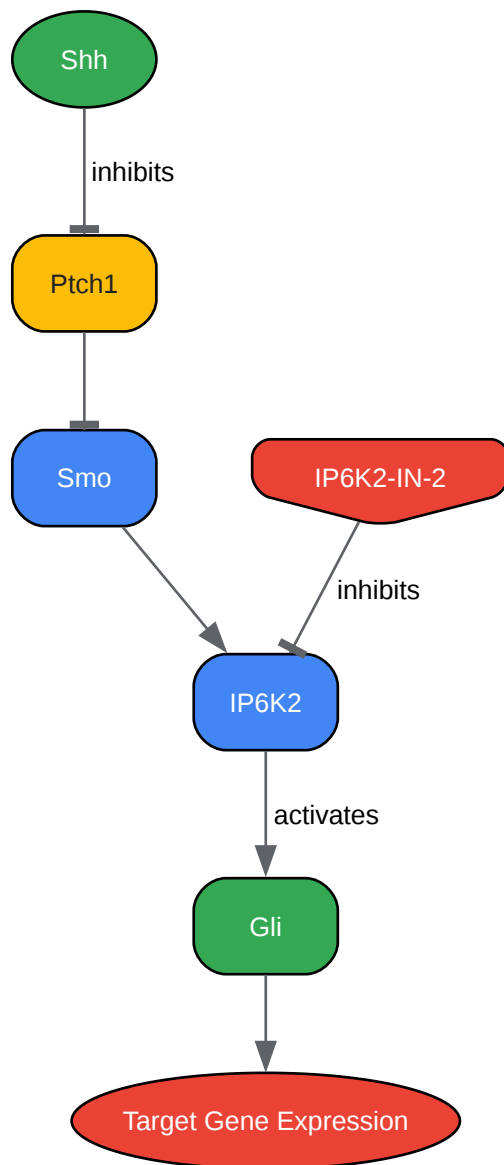 Shh
inhibits
Ptch1
Smo
IP6K2-IN-2
inhibits
IP6K2
activates
Gli
Target Gene Expression